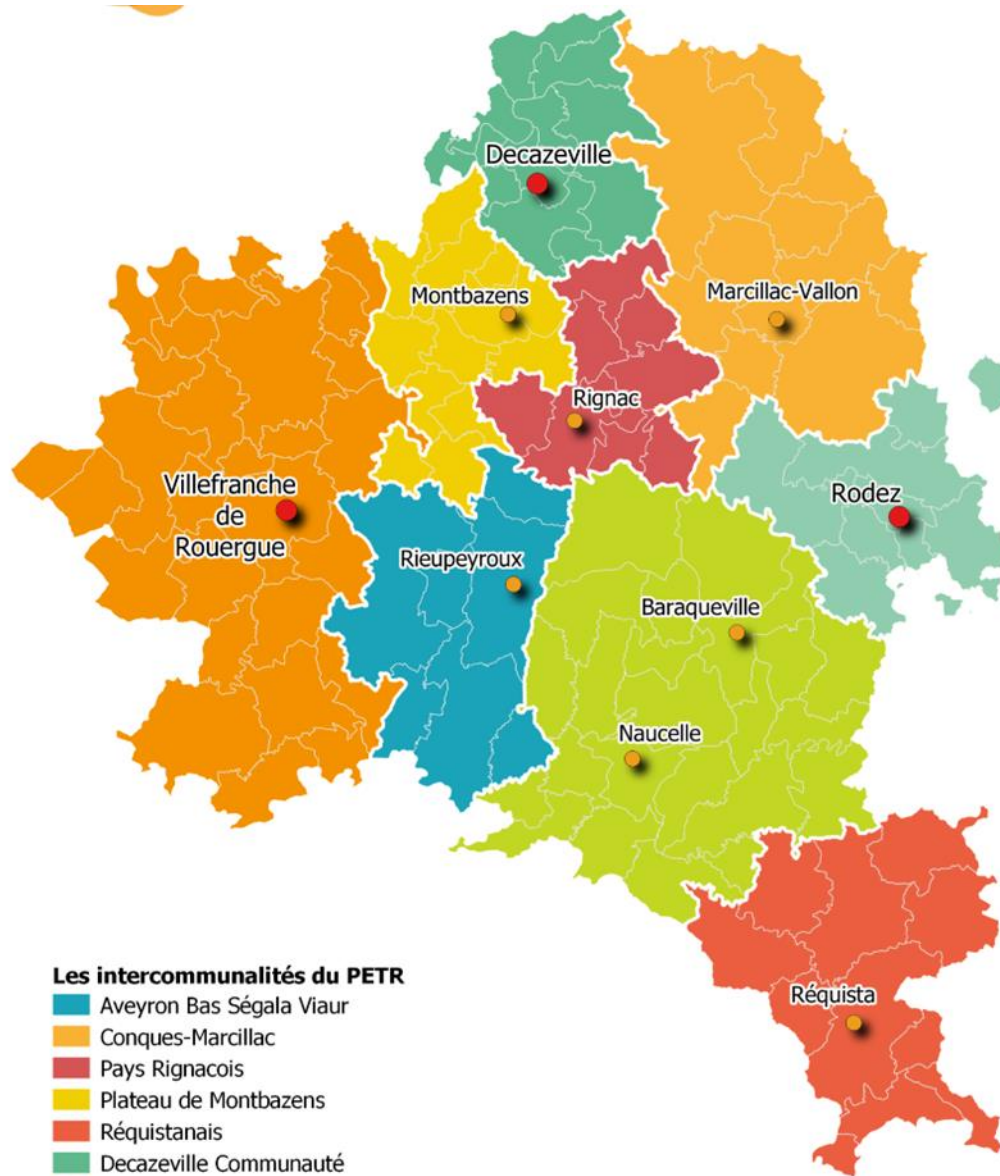 Decazeville
Montbazens
Marcillac-Vallon
Rignac
Villefranche
de
Rouergue
Rodez
Rieupeyroux
Baraqueville
Naucelle
Réquista
Les intercommunalités du PETR
Aveyron Bas Ségala Viaur
Conques-Marcillac
Pays Rignacois
Plateau de Montbazens
Réquistanais
Decazeville Communauté